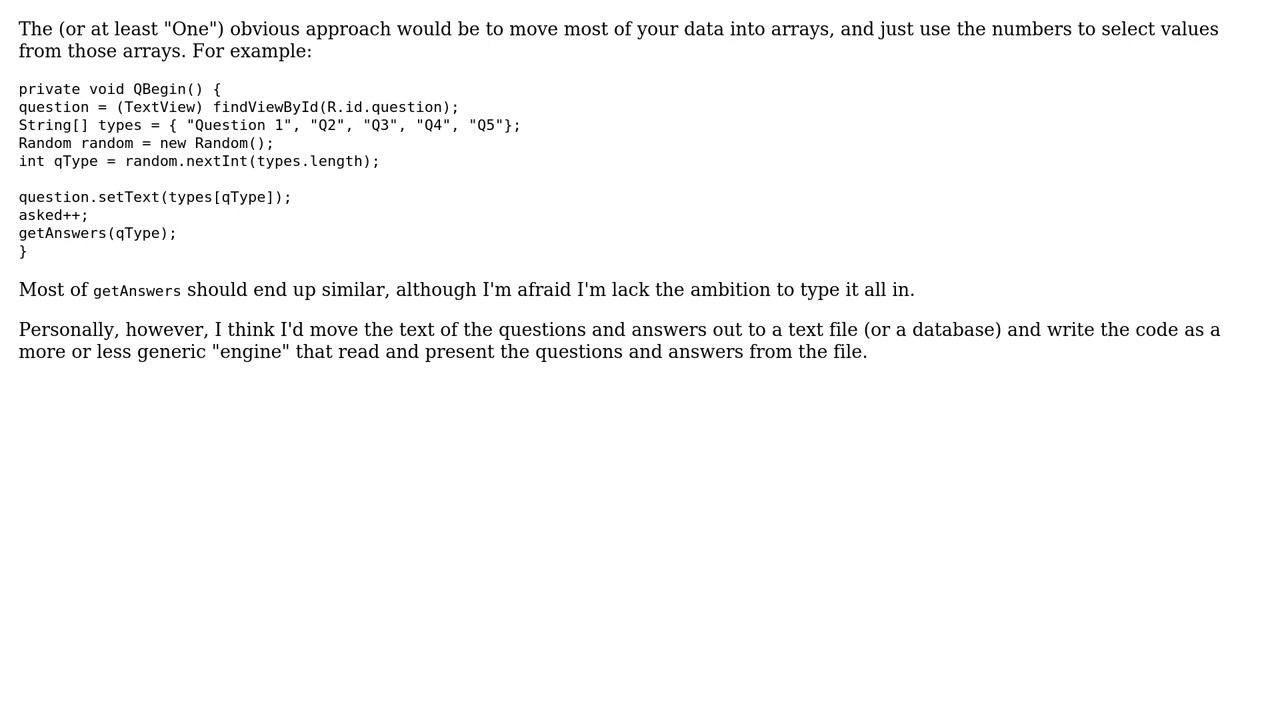 The (or at least "One") obvious approach would be to move most of your data into arrays, and just use the numbers to select values
from those arrays. For example:
private void QBegin() {
question = (TextView) findViewById(R.id.question);
String[] types = { "Question 1", "Q2", "Q3", "Q4", "Q5"};
Random random = new Random();
int qType = random.nextInt(types.length);
question.setText(types[qType]);
asked++;
getAnswers(qType);
}
Most of getAnswers should end up similar, although I'm afraid I'm lack the ambition to type it all in.
Personally, however, I think I'd move the text of the questions and answers out to a text file (or a database) and write the code as a
more or less generic "engine" that read and present the questions and answers from the file.